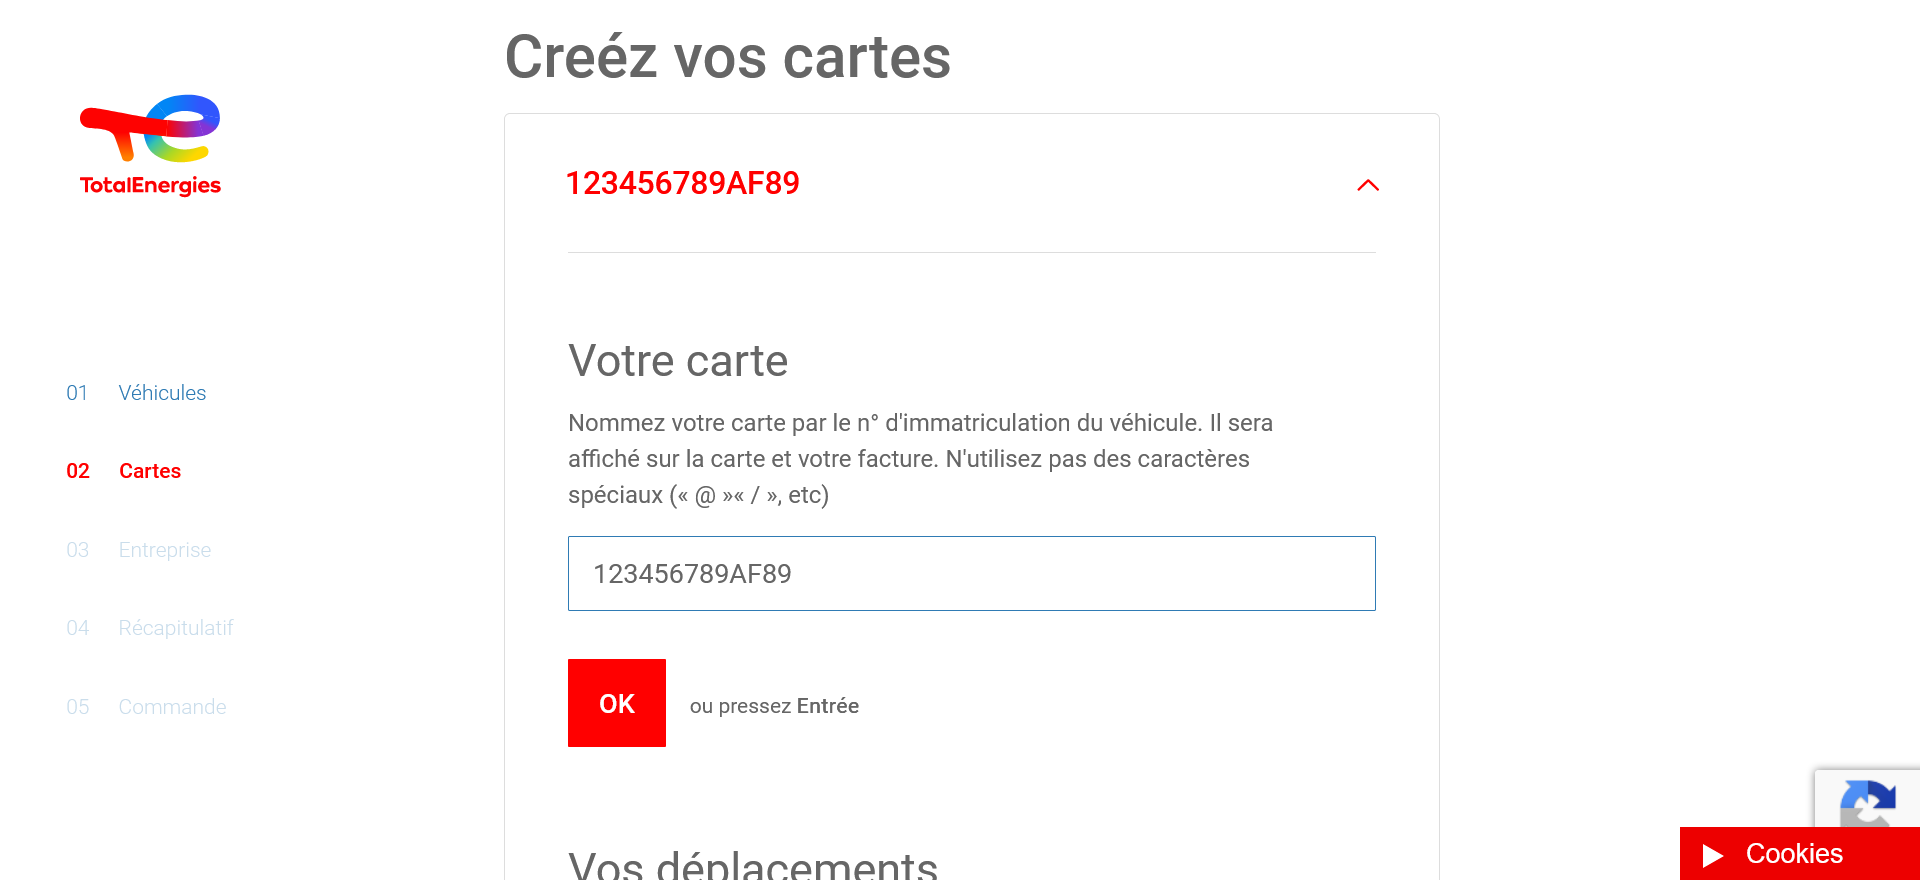 Creéz vos cartes
TotalEnergies
123456789AF89
01 Véhicules
02 Cartes
03 Entreprise
04 Récapitulatif
05 Commande
Votre carte
Nommez votre carte par le n° d'immatriculation du véhicule. Il sera
affiché sur la carte et votre facture. N'utilisez pas des caractères
spéciaux (« @ »« / », etc)
123456789AF89
OK ou pressez Entrée
Vos déplacements
Cookies